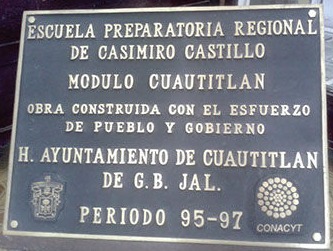 ESCUELA PREPARATORIA REGIONAL
DE CASIMIRO CASTILLO
MODULO CUAUTITLAN
OBRA CONSTRUIDA CON EL ESFUERZO
DE PUEBLO Y GOBIERNO
H. AYUNTAMIENTO DE CUAUTITLAN
DE G.B. JAL.
PERIODO 95-97
CONACYT